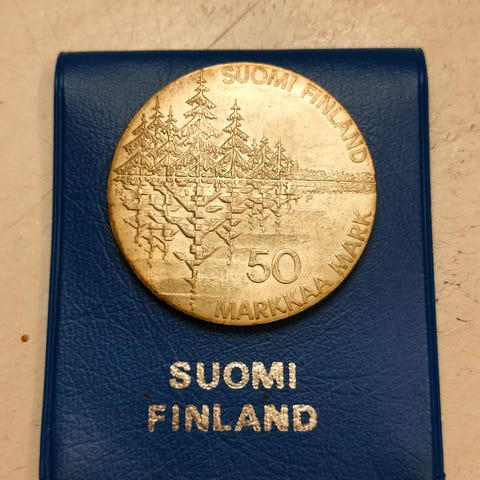 SUOMI FINLAND
50
MARKKAA MARK
SUOMI
FINLAND